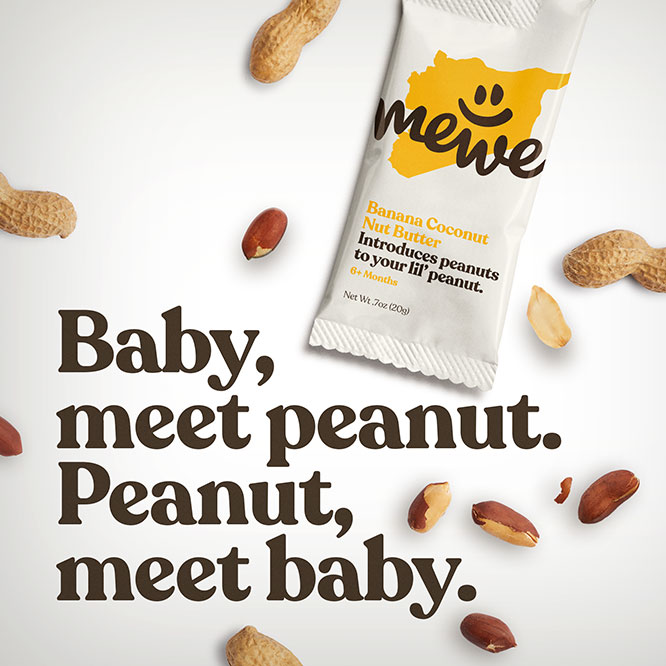 mewe
Banana Coconut
Nut Butter
Introduces peanuts
to your lil' peanut.
6+ Months
Net Wt .7oz (20g)
Baby,
meet peanut.
Peanut,
meet baby.